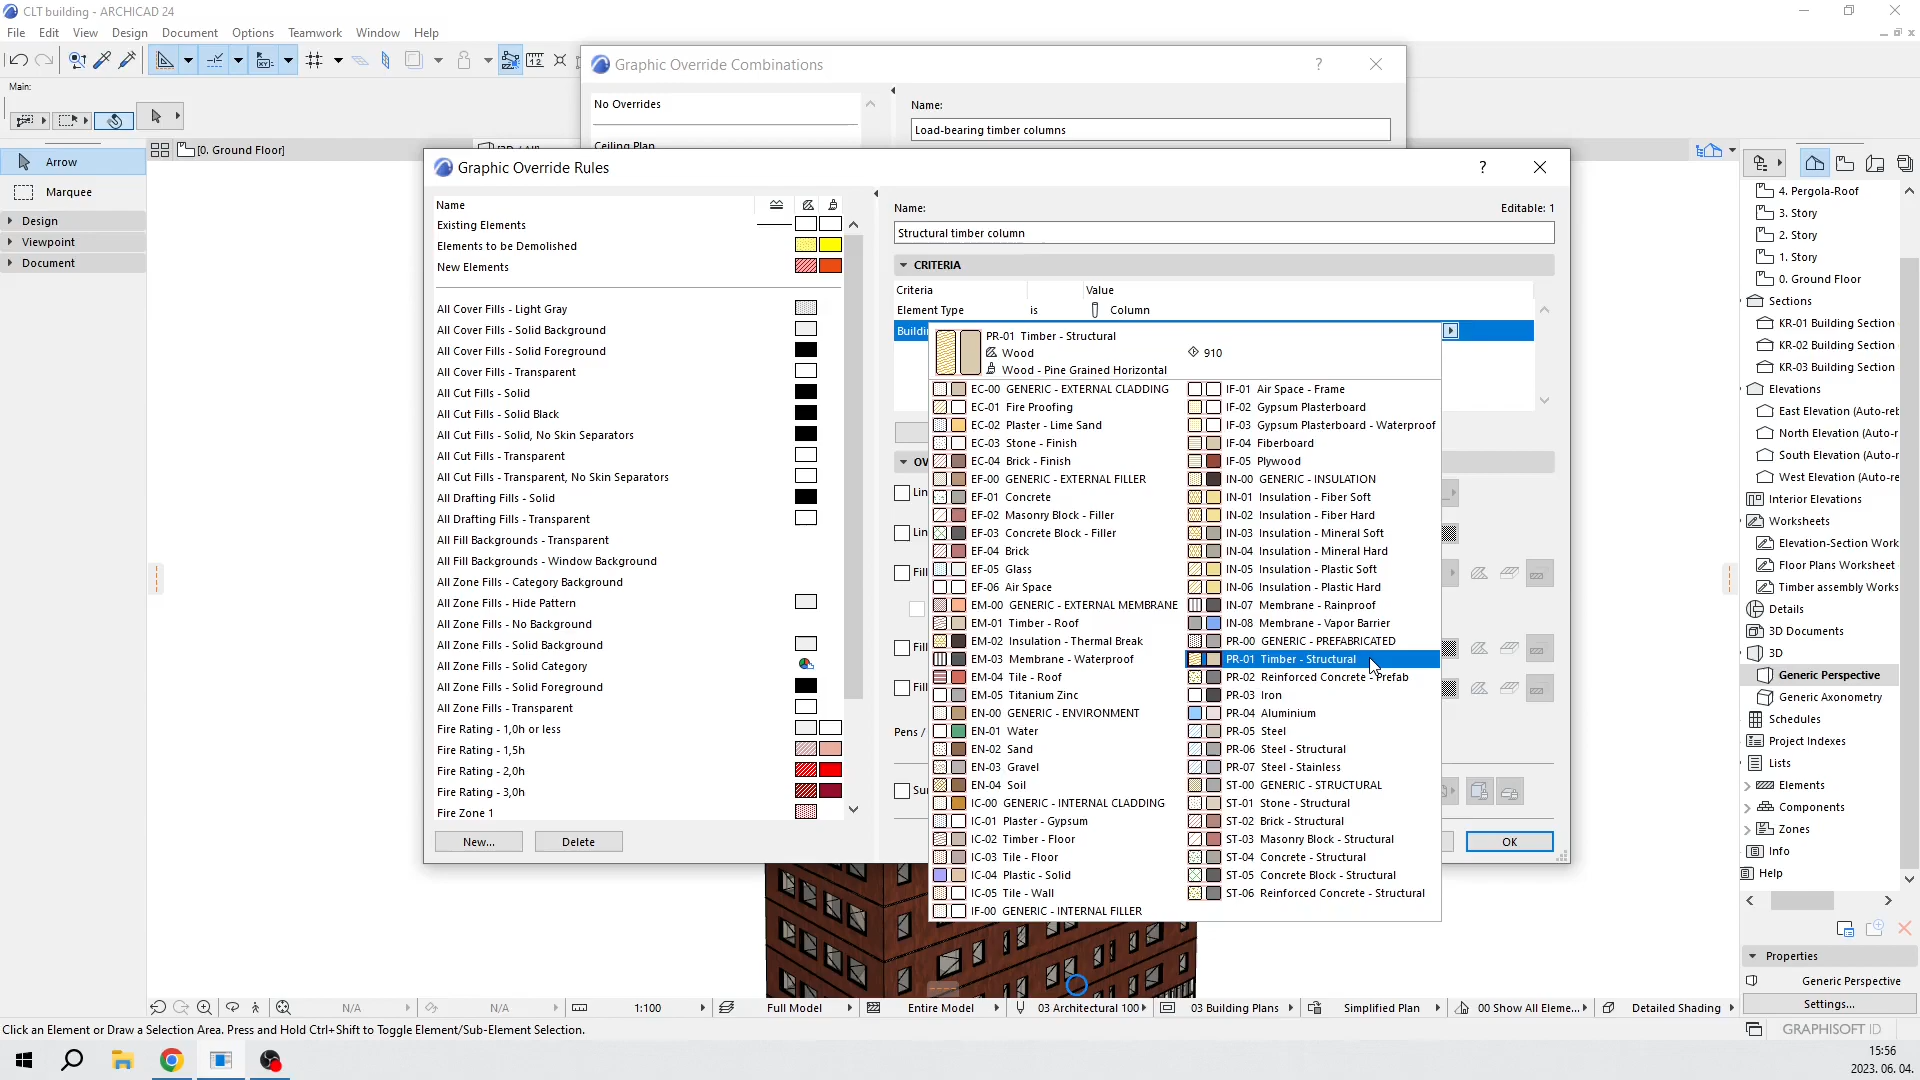 CLT building - ARCHICAD 24
File Edit View Design Document Options Teamwork Window Help
Main:
Graphic Override Combinations
No Overrides
Name:
Load-bearing timber columns
[0. Ground Floor]
Arrow
Marquee
Design
Viewpoint
Document
Graphic Override Rules
Name
Existing Elements
Elements to be Demolished
New Elements
All Cover Fills - Light Gray
All Cover Fills - Solid Background
All Cover Fills - Solid Foreground
All Cover Fills - Transparent
All Cut Fills - Solid
All Cut Fills - Solid Black
All Cut Fills - Solid, No Skin Separators
All Cut Fills - Transparent
All Cut Fills - Transparent, No Skin Separators
All Drafting Fills - Solid
All Drafting Fills - Transparent
All Fill Backgrounds - Transparent
All Fill Backgrounds - Window Background
All Zone Fills - Category Background
All Zone Fills - Hide Pattern
All Zone Fills - No Background
All Zone Fills - Solid Background
All Zone Fills - Solid Category
All Zone Fills - Solid Foreground
All Zone Fills - Transparent
Fire Rating - 1,0h or less
Fire Rating - 1,5h
Fire Rating - 2,0h
Fire Rating - 3,0h
Fire Zone 1
New...
Delete
Name:
Editable: 1
Structural timber column
CRITERIA
Criteria Value
Element Type is Column
Buildi
PR-01 Timber - Structural
Wood 910
Wood - Pine Grained Horizontal
EC-00 GENERIC - EXTERNAL CLADDING
EC-01 Fire Proofing
EC-02 Plaster - Lime Sand
EC-03 Stone - Finish
EC-04 Brick - Finish
EF-00 GENERIC - EXTERNAL FILLER
EF-01 Concrete
EF-02 Masonry Block - Filler
EF-03 Concrete Block - Filler
EF-04 Brick
EF-05 Glass
EF-06 Air Space
EM-00 GENERIC - EXTERNAL MEMBRANE
EM-01 Timber - Roof
EM-02 Insulation - Thermal Break
EM-03 Membrane - Waterproof
EM-04 Tile - Roof
EM-05 Titanium Zinc
EN-00 GENERIC - ENVIRONMENT
EN-01 Water
EN-02 Sand
EN-03 Gravel
EN-04 Soil
IC-00 GENERIC - INTERNAL CLADDING
IC-01 Plaster - Gypsum
IC-02 Timber - Floor
IC-03 Tile - Floor
IC-04 Plastic - Solid
IC-05 Tile - Wall
IF-00 GENERIC - INTERNAL FILLER
IF-01 Air Space - Frame
IF-02 Gypsum Plasterboard
IF-03 Gypsum Plasterboard - Waterproof
IF-04 Fiberboard
IF-05 Plywood
IN-00 GENERIC - INSULATION
IN-01 Insulation - Fiber Soft
IN-02 Insulation - Fiber Hard
IN-03 Insulation - Mineral Soft
IN-04 Insulation - Mineral Hard
IN-05 Insulation - Plastic Soft
IN-06 Insulation - Plastic Hard
IN-07 Membrane - Rainproof
IN-08 Membrane - Vapor Barrier
PR-00 GENERIC - PREFABRICATED
PR-01 Timber - Structural
PR-02 Reinforced Concrete - Prefab
PR-03 Iron
PR-04 Aluminium
PR-05 Steel
PR-06 Steel - Structural
PR-07 Steel - Stainless
ST-00 GENERIC - STRUCTURAL
ST-01 Stone - Structural
ST-02 Brick - Structural
ST-03 Masonry Block - Structural
ST-04 Concrete - Structural
ST-05 Concrete Block - Structural
ST-06 Reinforced Concrete - Structural
Pens /
OK
4. Pergola-Roof
3. Story
2. Story
1. Story
0. Ground Floor
Sections
KR-01 Building Section
KR-02 Building Section
KR-03 Building Section
Elevations
East Elevation (Auto-reb
North Elevation (Auto-r
South Elevation (Auto-re
West Elevation (Auto-re
Interior Elevations
Worksheets
Elevation-Section Work
Floor Plans Worksheet
Timber assembly Works
Details
3D Documents
3D
Generic Perspective
Generic Axonometry
Schedules
Project Indexes
Lists
Elements
Components
Zones
Info
Help
Properties
Generic Perspective
Settings...
N/A N/A 1:100 Full Model Entire Model 03 Architectural 100 03 Building Plans Simplified Plan 00 Show All Eleme... Detailed Shading
Click an Element or Draw a Selection Area. Press and Hold Ctrl+Shift to Toggle Element/Sub-Element Selection.
GRAPHISOFT ID
15:56
2023. 06. 04.